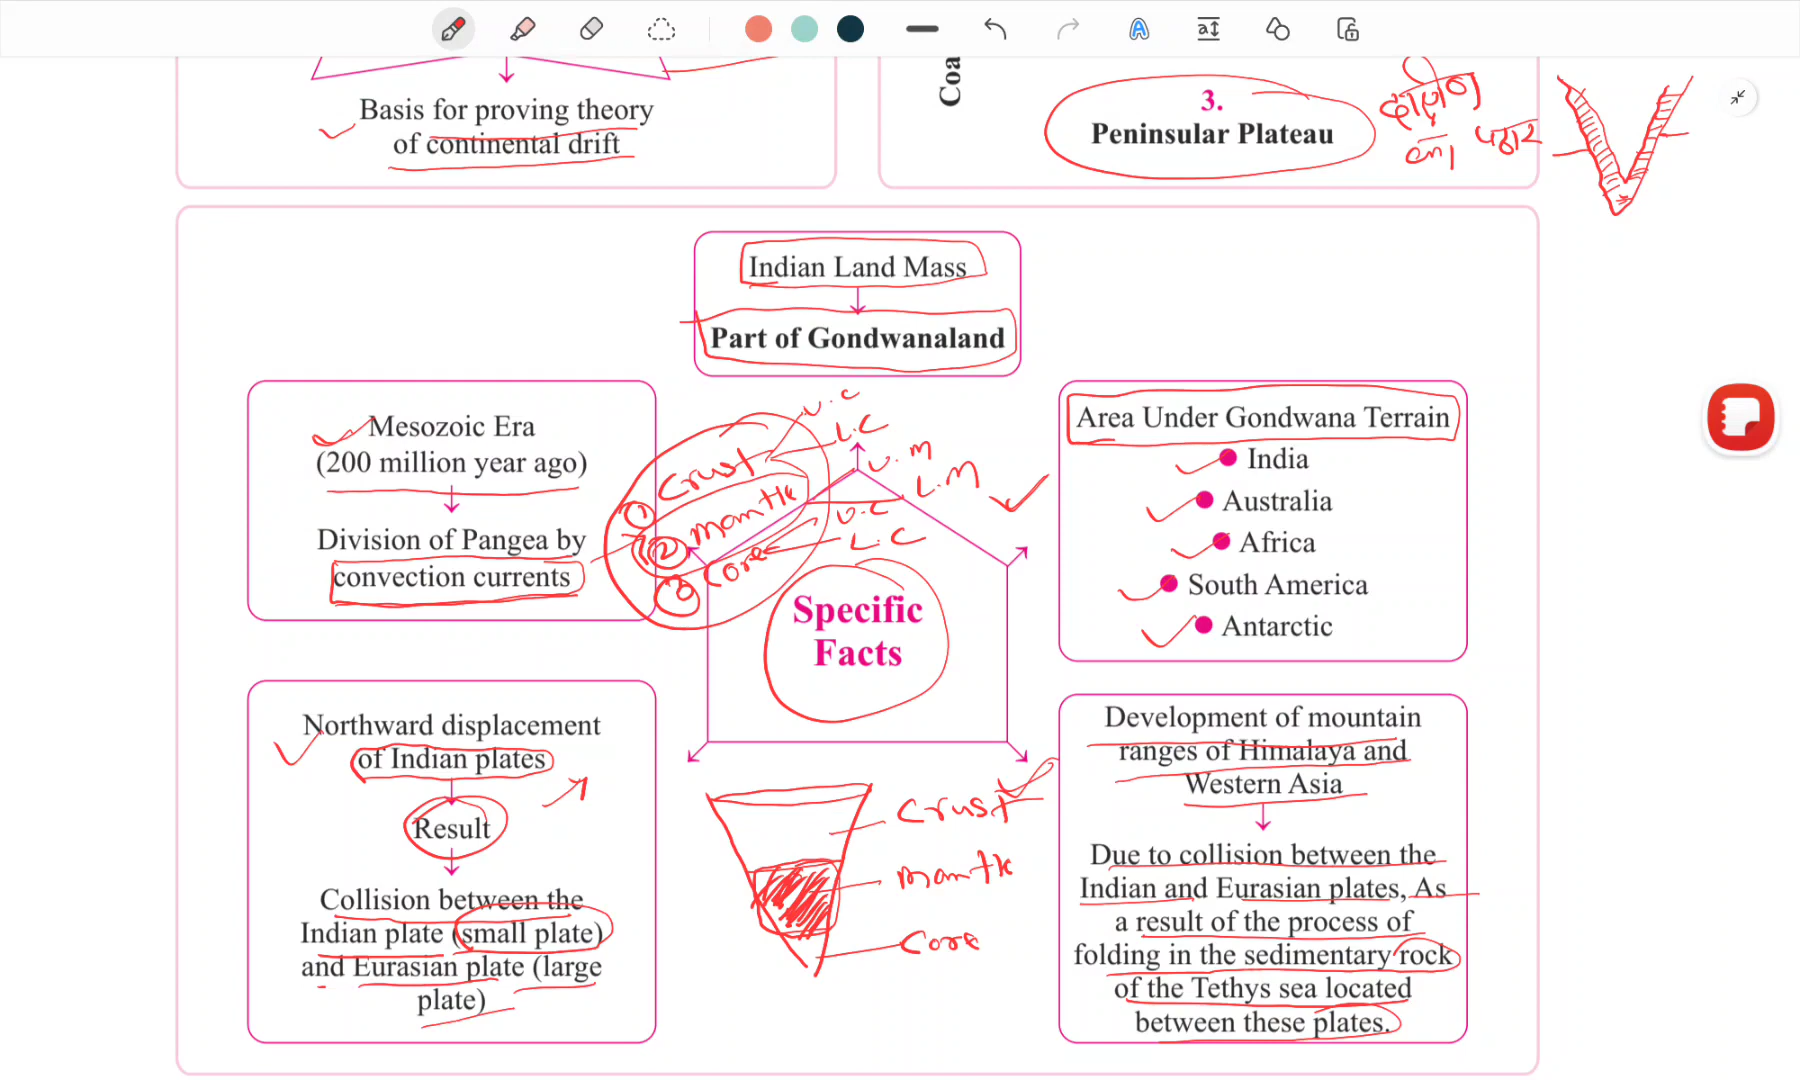 Basis for proving theory
of continental drift
Coa
3.
Peninsular Plateau
का पठार
Indian Land Mass
Part of Gondwanaland
Mesozoic Era
(200 million year ago)
Division of Pangea by
convection currents
① Crust
② mantle
③ Core
U.C
L.C
U.M
L.M
U.C
L.C
Specific
Facts
Area Under Gondwana Terrain
India
Australia
Africa
South America
Antarctic
Northward displacement
of Indian plates
Result
Collision between the
Indian plate (small plate)
and Eurasian plate (large
plate)
Crust
mantle
Core
Development of mountain
ranges of Himalaya and
Western Asia
Due to collision between the
Indian and Eurasian plates, As
a result of the process of
folding in the sedimentary rock
of the Tethys sea located
between these plates.